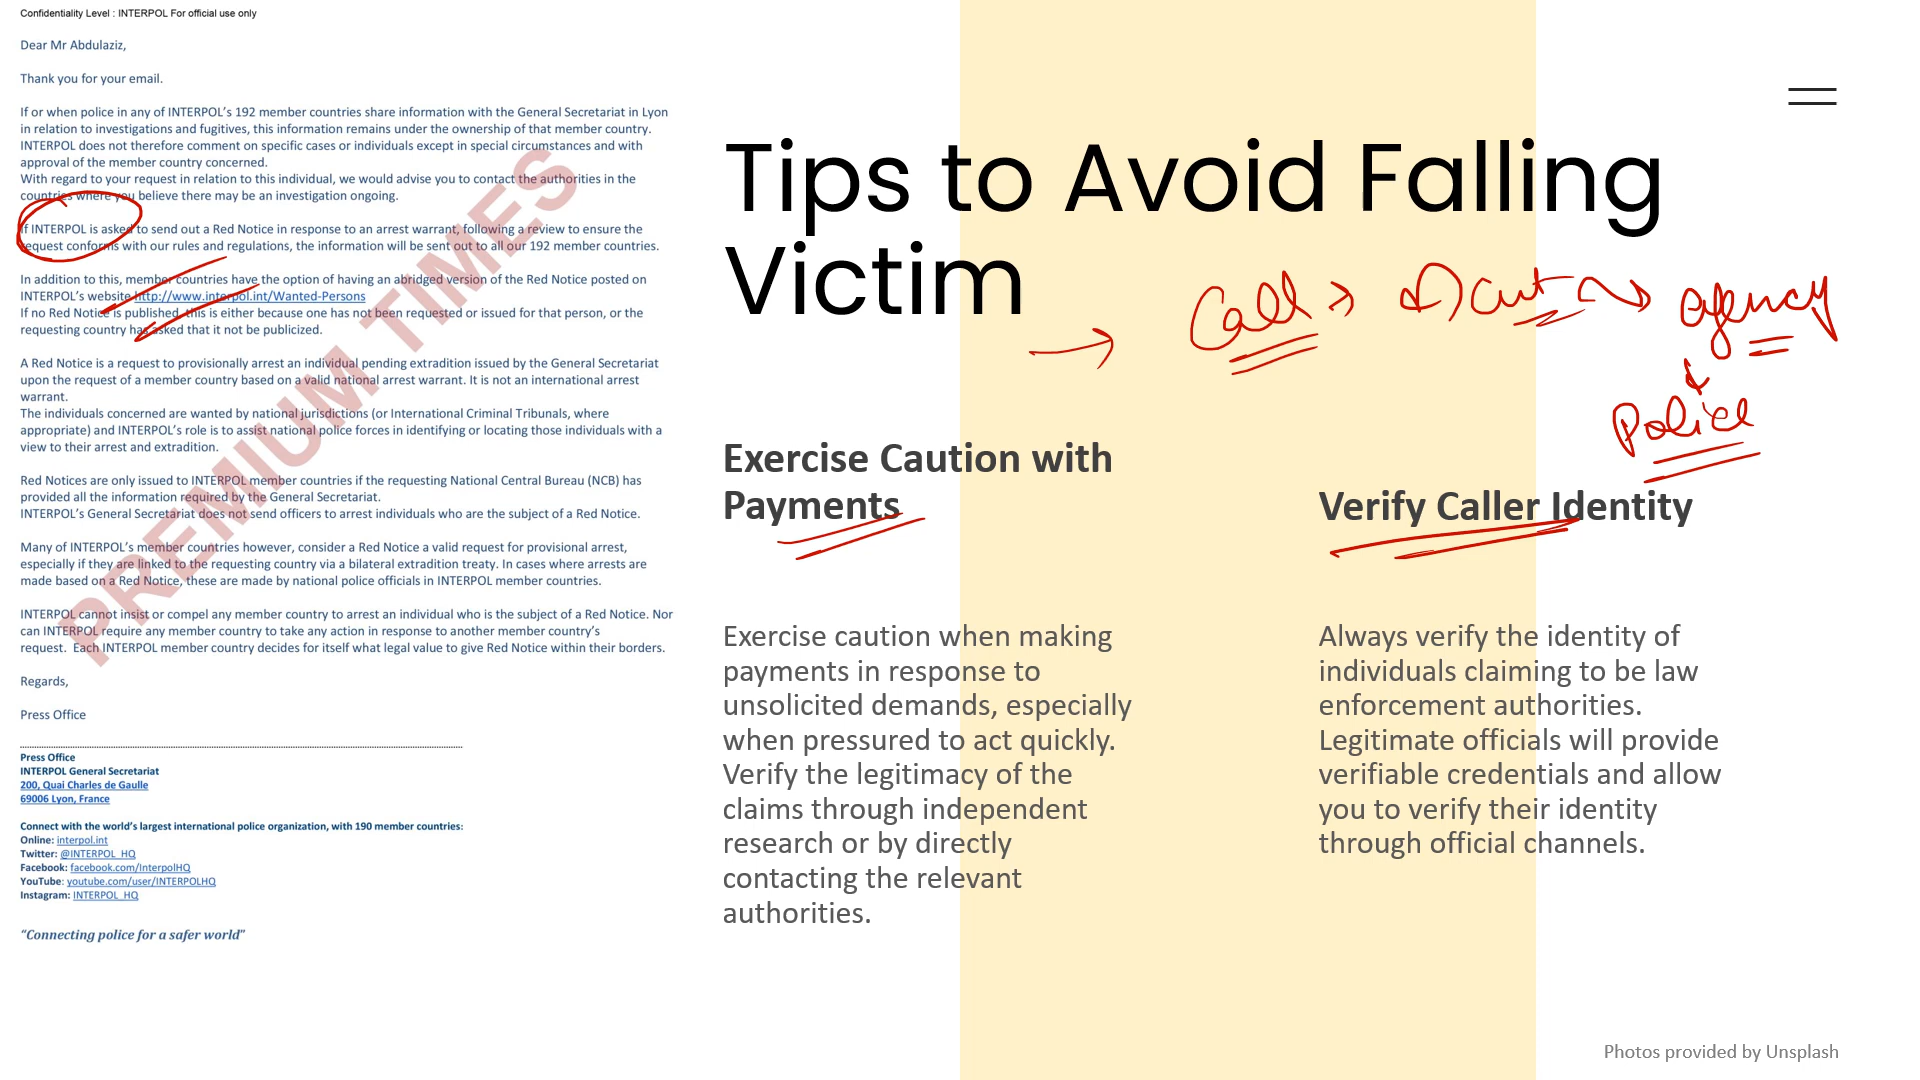 Confidentiality Level : INTERPOL For official use only
Dear Mr Abdulaziz,
Thank you for your email.
If or when police in any of INTERPOL's 192 member countries share information with the General Secretariat in Lyon
in relation to investigations and fugitives, this information remains under the ownership of that member country.
INTERPOL does not therefore comment on specific cases or individuals except in special circumstances and with
approval of the member country concerned.
With regard to your request in relation to this individual, we would advise you to contact the authorities in the
countries where you believe there may be an investigation ongoing.
If INTERPOL is asked to send out a Red Notice in response to an arrest warrant, following a review to ensure the
request conforms with our rules and regulations, the information will be sent out to all our 192 member countries.
In addition to this, member countries have the option of having an abridged version of the Red Notice posted on
INTERPOL's website http://www.interpol.int/Wanted-Persons
If no Red Notice is published, this is either because one has not been requested or issued for that person, or the
requesting country has asked that it not be publicized.
A Red Notice is a request to provisionally arrest an individual pending extradition issued by the General Secretariat
upon the request of a member country based on a valid national arrest warrant. It is not an international arrest
warrant.
The individuals concerned are wanted by national jurisdictions (or International Criminal Tribunals, where
appropriate) and INTERPOL's role is to assist national police forces in identifying or locating those individuals with a
view to their arrest and extradition.
Red Notices are only issued to INTERPOL member countries if the requesting National Central Bureau (NCB) has
provided all the information required by the General Secretariat.
INTERPOL's General Secretariat does not send officers to arrest individuals who are the subject of a Red Notice.
Many of INTERPOL's member countries however, consider a Red Notice a valid request for provisional arrest,
especially if they are linked to the requesting country via a bilateral extradition treaty. In cases where arrests are
made based on a Red Notice, these are made by national police officials in INTERPOL member countries.
INTERPOL cannot insist or compel any member country to arrest an individual who is the subject of a Red Notice. Nor
can INTERPOL require any member country to take any action in response to another member country's
request. Each INTERPOL member country decides for itself what legal value to give Red Notice within their borders.
Regards,
Press Office
Press Office
INTERPOL General Secretariat
200, Quai Charles de Gaulle
69006 Lyon, France
Connect with the world's largest international police organization, with 190 member countries:
Online: interpol.int
Twitter: @INTERPOL_HQ
Facebook: facebook.com/InterpolHQ
YouTube: youtube.com/user/INTERPOLHQ
Instagram: INTERPOL_HQ
"Connecting police for a safer world"
PREMIUM TIMES
Tips to Avoid Falling
Victim
Call
cut
agency
Police
Exercise Caution with
Payments
Exercise caution when making
payments in response to
unsolicited demands, especially
when pressured to act quickly.
Verify the legitimacy of the
claims through independent
research or by directly
contacting the relevant
authorities.
Verify Caller Identity
Always verify the identity of
individuals claiming to be law
enforcement authorities.
Legitimate officials will provide
verifiable credentials and allow
you to verify their identity
through official channels.
Photos provided by Unsplash